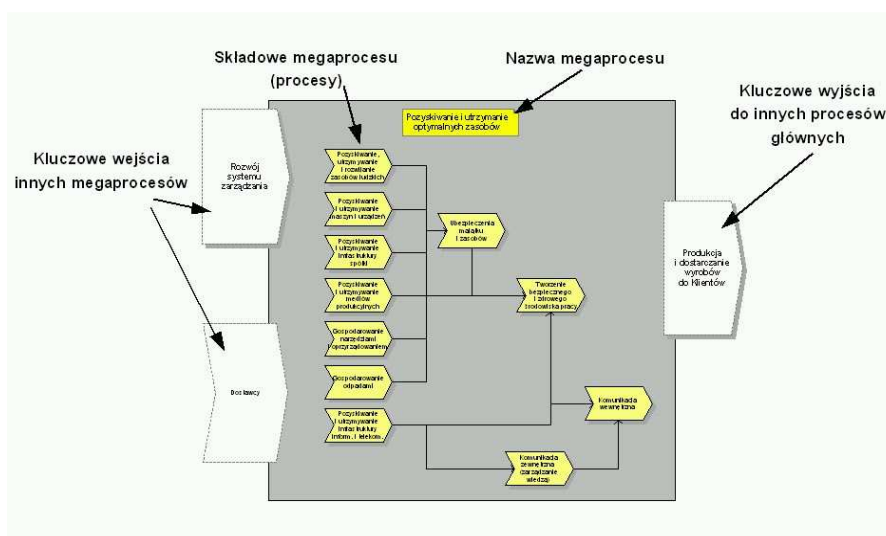 Składowe megaprocesu
(procesy)
Nazwa megaprocesu
Kluczowe wyjścia
do innych procesów
głównych
Kluczowe wejścia
innych megaprocesów
Pozyskiwanie i utrzymanie
optymalnych zasobów
Rozwój
systemu
zarządzania
Dostawcy
Pozyskiwanie,
utrzymywanie
i rozwijanie
zasobów ludzkich
Pozyskiwanie
i utrzymywanie
maszyn i urządzeń
Pozyskiwanie
i utrzymywanie
infrastruktury
spółki
Pozyskiwanie
i utrzymywanie
mediów
produkcyjnych
Gospodarowanie
narzędziami
i oprzyrządowaniem
Gospodarowanie
odpadami
Pozyskiwanie
i utrzymywanie
infrastruktury
inform. i telekom.
Ubezpieczenia
majątku
i zasobów
Tworzenie
bezpiecznego
i zdrowego
środowiska pracy
Komunikacja
wewnętrzna
Komunikacja
zewnętrzna
(zarządzanie
wiedzą)
Produkcja
i dostarczanie
wyrobów
do Klientów